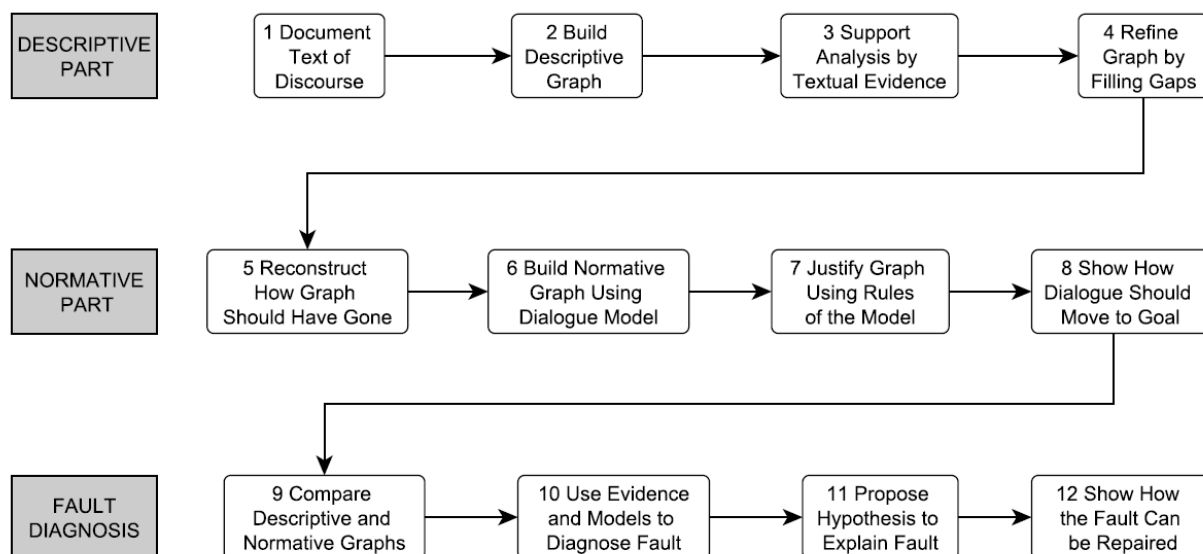 DESCRIPTIVE
PART
1 Document
Text of
Discourse
2 Build
Descriptive
Graph
3 Support
Analysis by
Textual Evidence
4 Refine
Graph by
Filling Gaps
NORMATIVE
PART
5 Reconstruct
How Graph
Should Have Gone
6 Build Normative
Graph Using
Dialogue Model
7 Justify Graph
Using Rules
of the Model
8 Show How
Dialogue Should
Move to Goal
FAULT
DIAGNOSIS
9 Compare
Descriptive and
Normative Graphs
10 Use Evidence
and Models to
Diagnose Fault
11 Propose
Hypothesis to
Explain Fault
12 Show How
the Fault Can
be Repaired